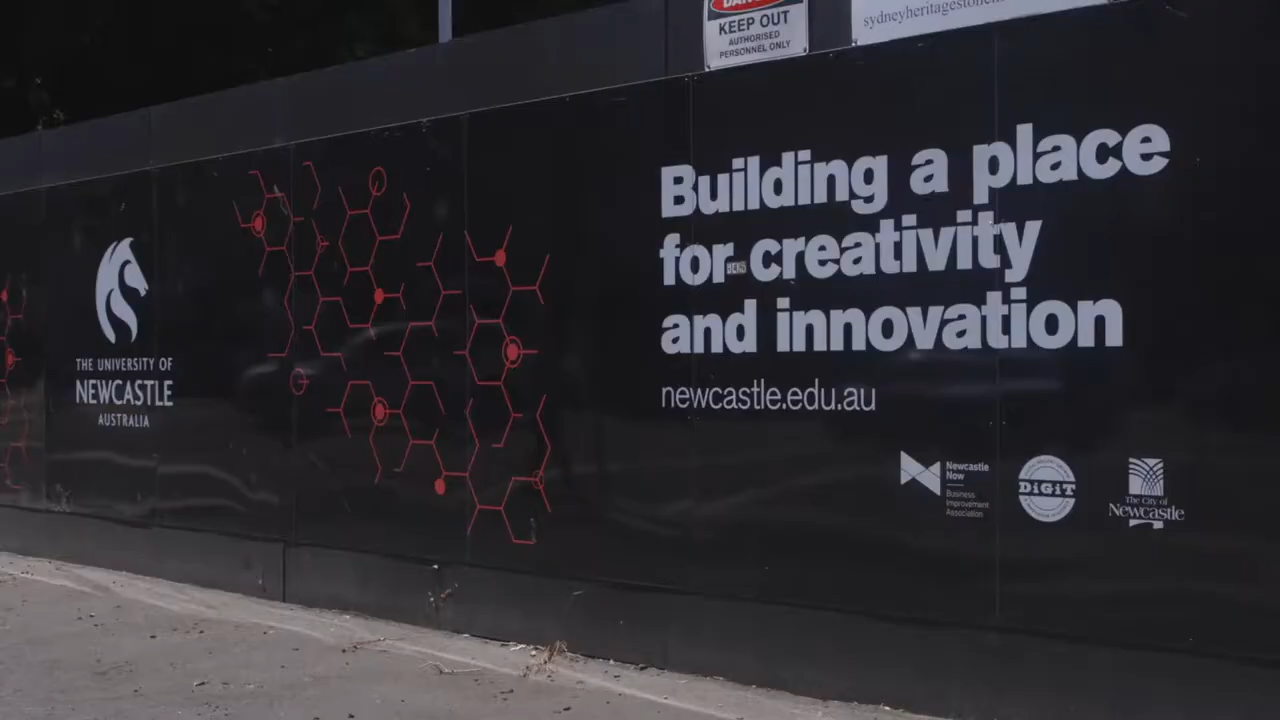 DANGER
KEEP OUT
AUTHORISED
PERSONNEL ONLY
Building a place
for creativity
and innovation
newcastle.edu.au
THE UNIVERSITY OF
NEWCASTLE
AUSTRALIA
Newcastle
Now
Business
Improvement
Association
DiGiT
The City of
Newcastle